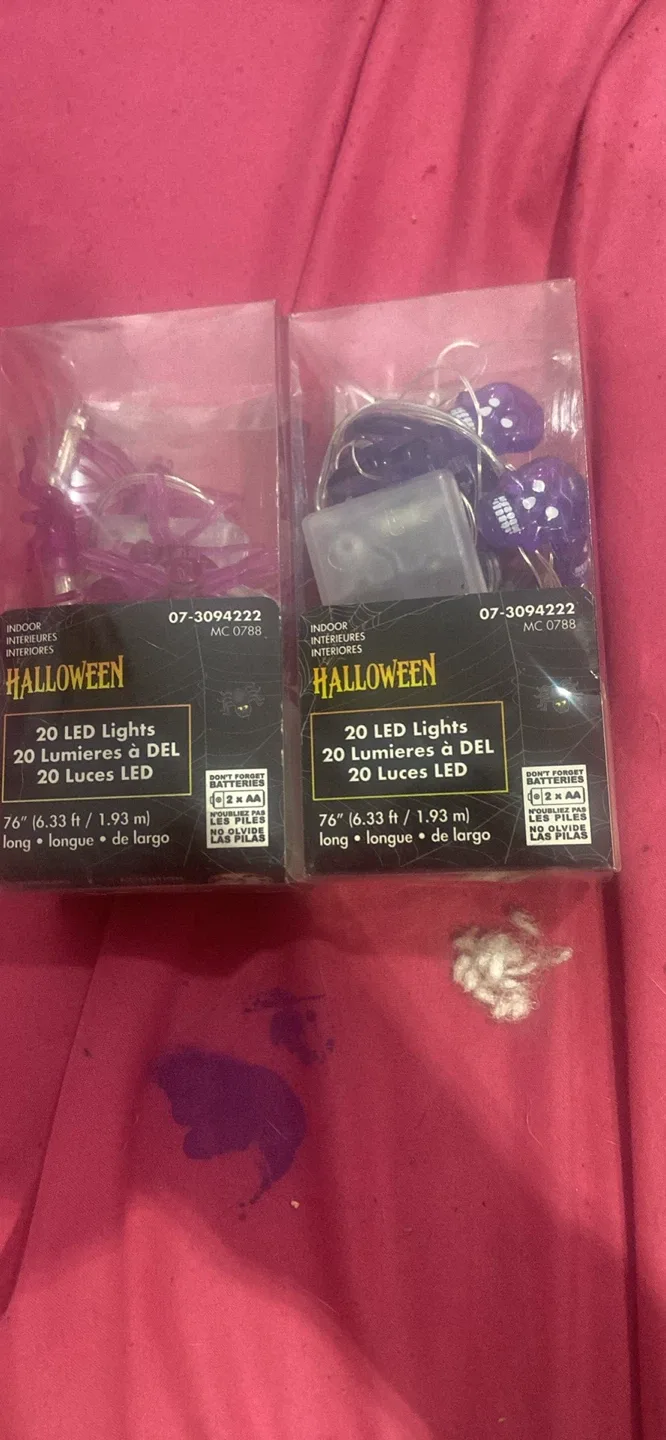 07-3094222
MC 0788
INDOOR
INTÉRIEURES
INTERIORES
HALLOWEEN
20 LED Lights
20 Lumieres à DEL
20 Luces LED
76" (6.33 ft / 1.93 m)
long • longue • de largo
DON'T FORGET
BATTERIES
2 x AA
N'OUBLIEZ PAS
LES PILES
NO OLVIDE
LAS PILAS
07-3094222
MC 0788
INDOOR
INTÉRIEURES
INTERIORES
HALLOWEEN
20 LED Lights
20 Lumieres à DEL
20 Luces LED
76" (6.33 ft / 1.93 m)
long • longue • de largo
DON'T FORGET
BATTERIES
2 x AA
N'OUBLIEZ PAS
LES PILES
NO OLVIDE
LAS PILAS